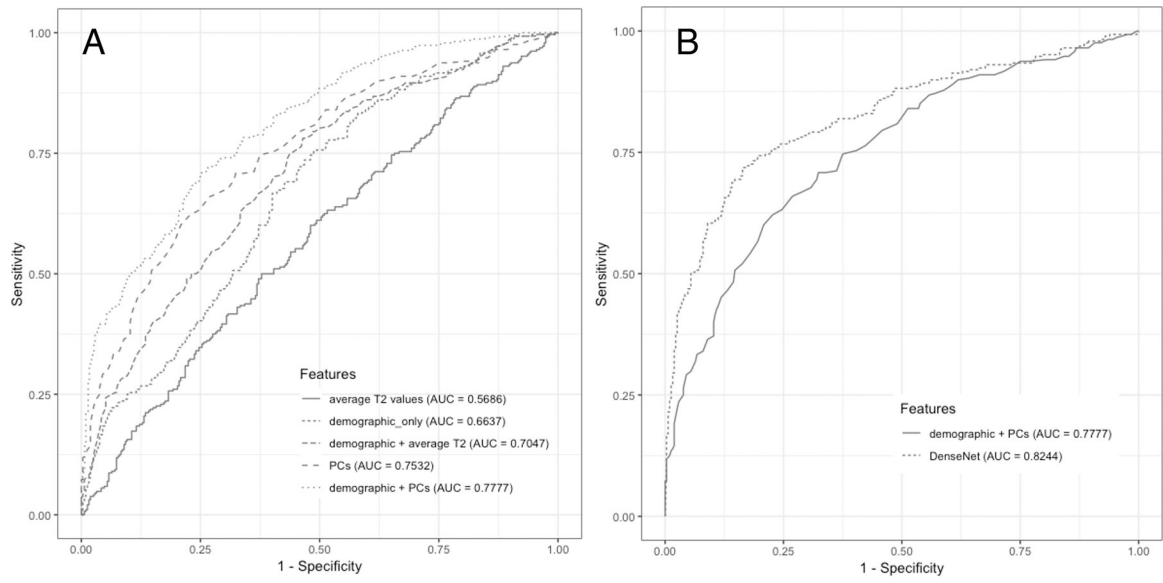 A
1.00
0.75
0.50
0.25
0.00
Sensitivity
Features
average T2 values (AUC = 0.5686)
demographic_only (AUC = 0.6637)
demographic + average T2 (AUC = 0.7047)
PCs (AUC = 0.7532)
demographic + PCs (AUC = 0.7777)
0.00 0.25 0.50 0.75 1.00
1 - Specificity
B
1.00
0.75
0.50
0.25
0.00
Sensitivity
Features
demographic + PCs (AUC = 0.7777)
DenseNet (AUC = 0.8244)
0.00 0.25 0.50 0.75 1.00
1 - Specificity